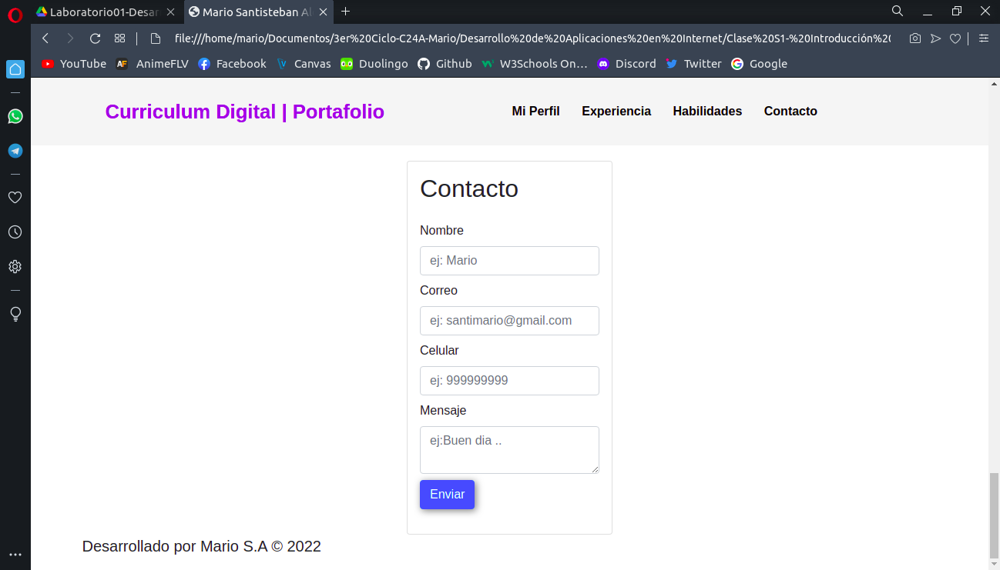 Laboratorio01-Desar
Mario Santisteban Al
file:///home/mario/Documentos/3er%20Ciclo-C24A-Mario/Desarrollo%20de%20Aplicaciones%20en%20Internet/Clase%20S1-%20Introducción%20
YouTube AF AnimeFLV Facebook Canvas Duolingo Github W3Schools On... Discord Twitter Google
Curriculum Digital | Portafolio Mi Perfil Experiencia Habilidades Contacto
Contacto
Nombre
ej: Mario
Correo
ej: santimario@gmail.com
Celular
ej: 999999999
Mensaje
ej:Buen dia ..
Enviar
Desarrollado por Mario S.A © 2022